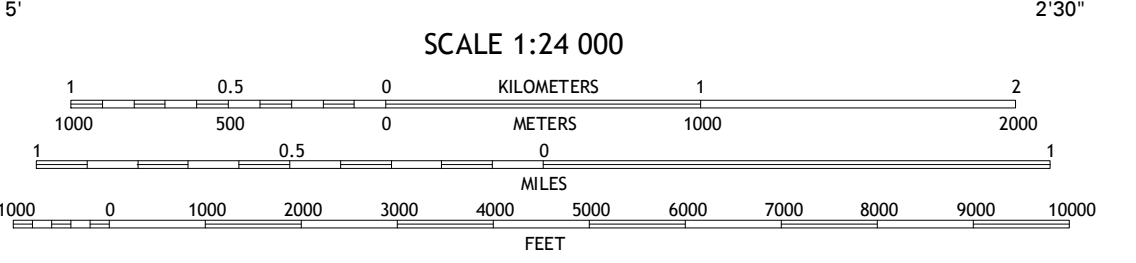 5' 2'30"
SCALE 1:24 000
1 0.5 0 KILOMETERS 1 2
1000 500 0 METERS 1000 2000
1 0.5 0 1
MILES
1000 0 1000 2000 3000 4000 5000 6000 7000 8000 9000 10000
FEET